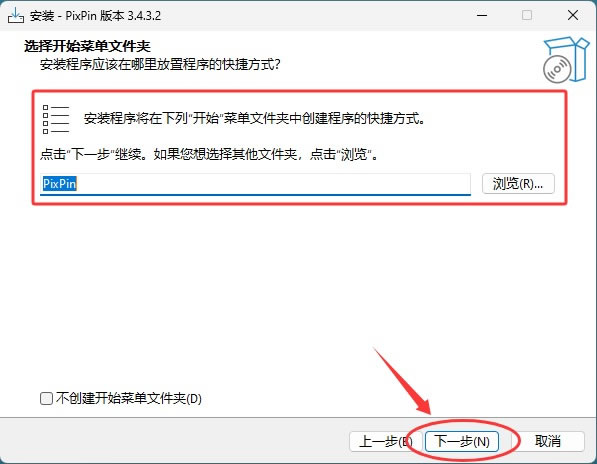 安装 - PixPin 版本 3.4.3.2
选择开始菜单文件夹
安装程序应该在哪里放置程序的快捷方式?
安装程序将在下列“开始”菜单文件夹中创建程序的快捷方式。
点击“下一步”继续。如果您想选择其他文件夹，点击“浏览”。
PixPin
浏览(R)...
不创建开始菜单文件夹(D)
上一步(B)
下一步(N)
取消